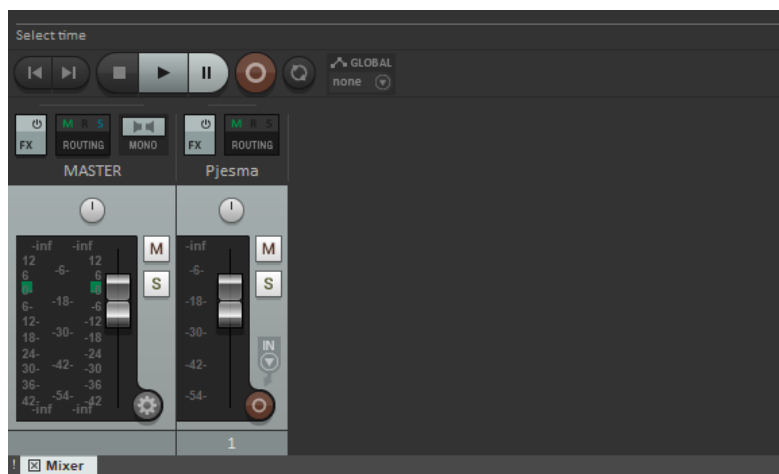 Select time
GLOBAL
none
M R S M R S
FX ROUTING MONO FX ROUTING
MASTER Pjesma
-inf -inf M -inf M
12 12
6 -6- 6 -6-
S S
6- -18- -6 -18-
12- -12
18- -30- -18 -30- IN
24- -24
30- -42- -30 -42-
36- -36
42- -54- -42 -54-
-inf -inf
1
! Mixer